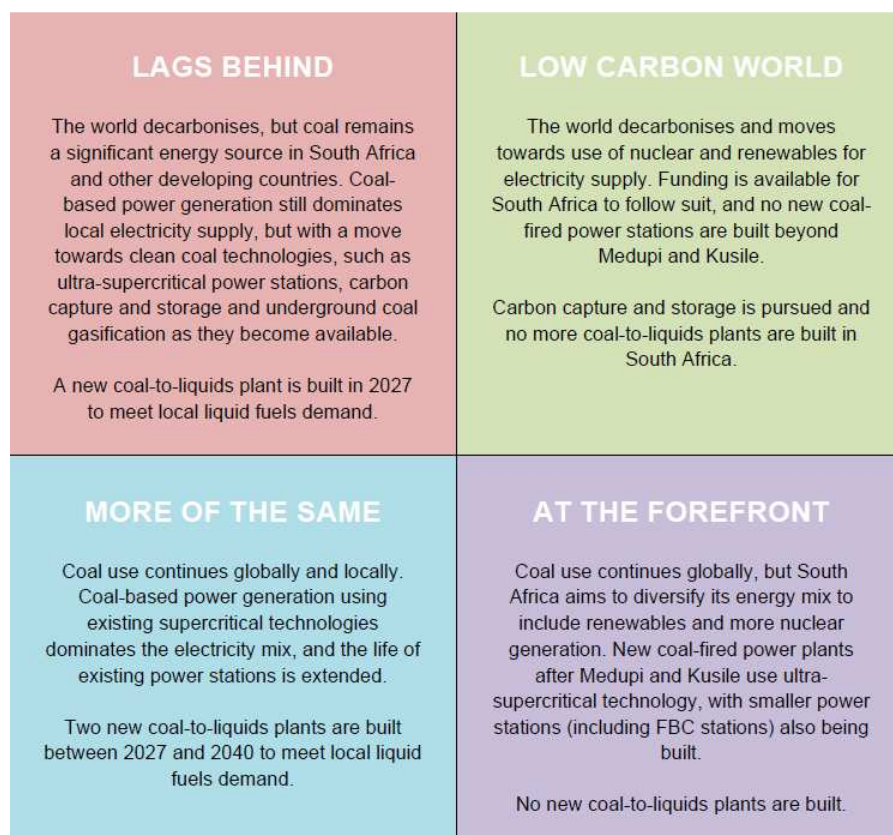 LAGS BEHIND
The world decarbonises, but coal remains
a significant energy source in South Africa
and other developing countries. Coal-
based power generation still dominates
local electricity supply, but with a move
towards clean coal technologies, such as
ultra-supercritical power stations, carbon
capture and storage and underground coal
gasification as they become available.
A new coal-to-liquids plant is built in 2027
to meet local liquid fuels demand.
LOW CARBON WORLD
The world decarbonises and moves
towards use of nuclear and renewables for
electricity supply. Funding is available for
South Africa to follow suit, and no new coal-
fired power stations are built beyond
Medupi and Kusile.
Carbon capture and storage is pursued and
no more coal-to-liquids plants are built in
South Africa.
MORE OF THE SAME
Coal use continues globally and locally.
Coal-based power generation using
existing supercritical technologies
dominates the electricity mix, and the life of
existing power stations is extended.
Two new coal-to-liquids plants are built
between 2027 and 2040 to meet local liquid
fuels demand.
AT THE FOREFRONT
Coal use continues globally, but South
Africa aims to diversify its energy mix to
include renewables and more nuclear
generation. New coal-fired power plants
after Medupi and Kusile use ultra-
supercritical technology, with smaller power
stations (including FBC stations) also being
built.
No new coal-to-liquids plants are built.